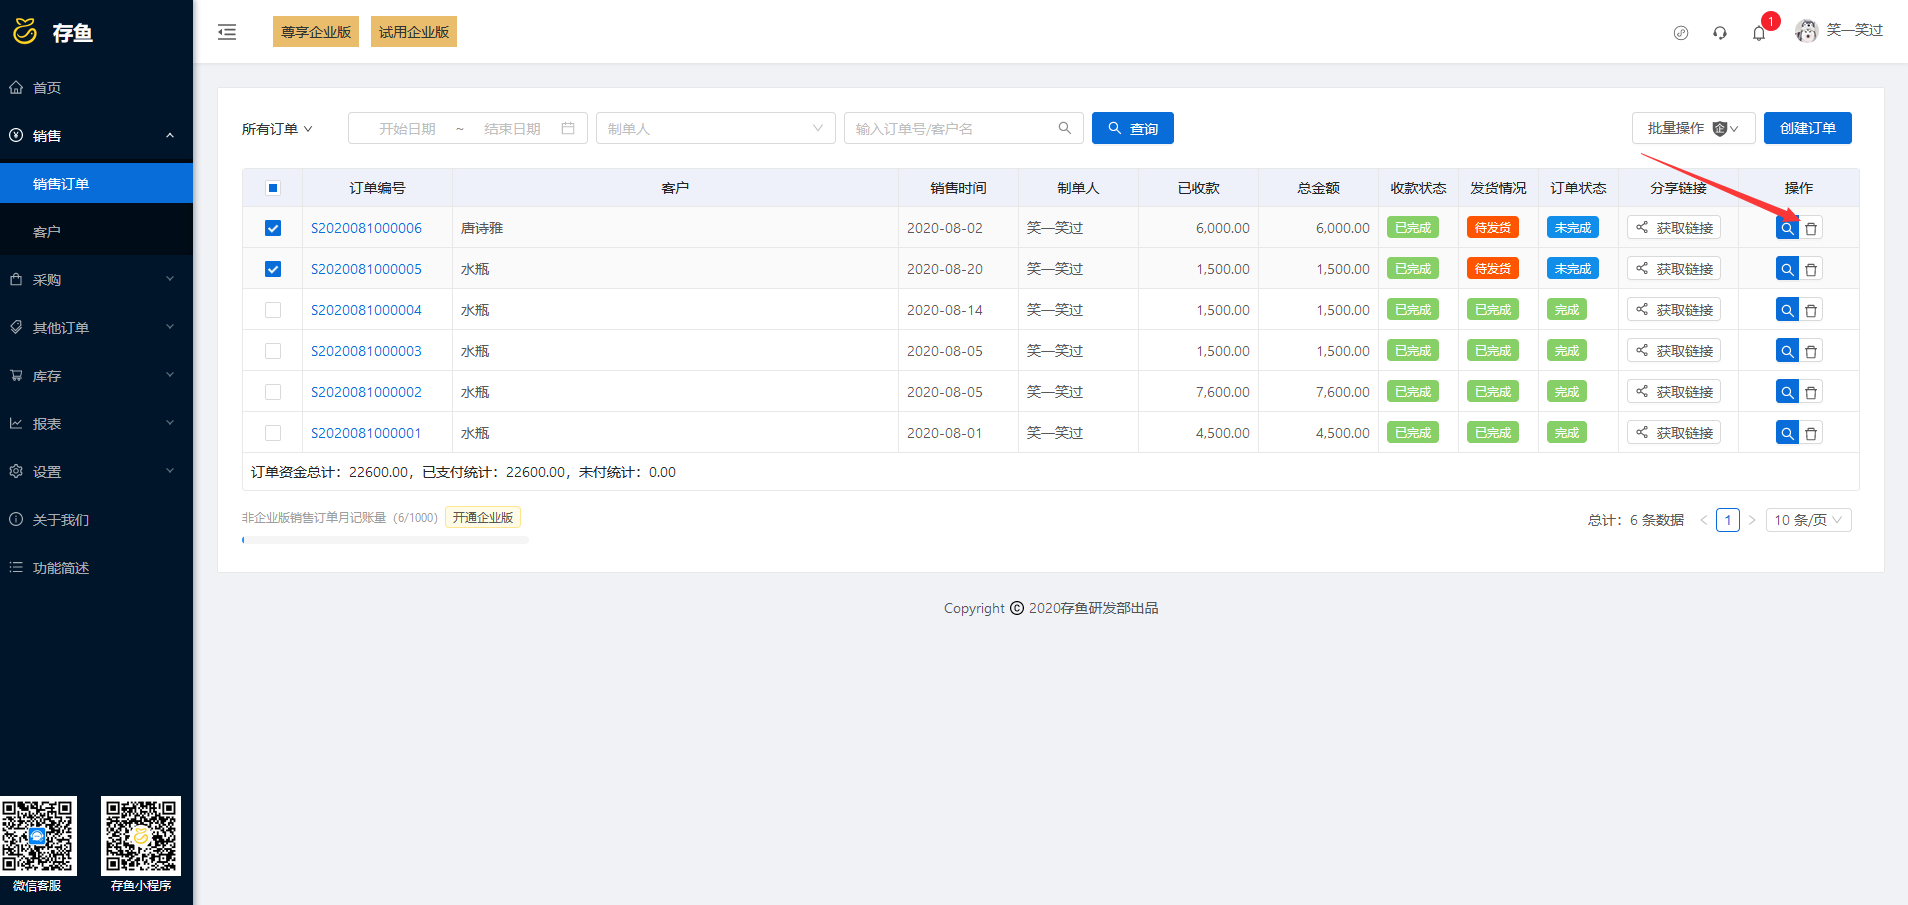 存鱼
尊享企业版
试用企业版
1
笑一笑过
首页
销售
销售订单
客户
采购
其他订单
库存
报表
设置
关于我们
功能简述
微信客服
存鱼小程序
所有订单
开始日期 ~ 结束日期
制单人
输入订单号/客户名
查询
批量操作
创建订单
订单编号 客户 销售时间 制单人 已收款 总金额 收款状态 发货情况 订单状态 分享链接 操作
S2020081000006 唐诗雅 2020-08-02 笑一笑过 6,000.00 6,000.00 已完成 待发货 未完成 获取链接
S2020081000005 水瓶 2020-08-20 笑一笑过 1,500.00 1,500.00 已完成 待发货 未完成 获取链接
S2020081000004 水瓶 2020-08-14 笑一笑过 1,500.00 1,500.00 已完成 已完成 完成 获取链接
S2020081000003 水瓶 2020-08-05 笑一笑过 1,500.00 1,500.00 已完成 已完成 完成 获取链接
S2020081000002 水瓶 2020-08-05 笑一笑过 7,600.00 7,600.00 已完成 已完成 完成 获取链接
S2020081000001 水瓶 2020-08-01 笑一笑过 4,500.00 4,500.00 已完成 已完成 完成 获取链接
订单资金总计：22600.00，已支付统计：22600.00，未付统计：0.00
非企业版销售订单月记账量（6/1000） 开通企业版
总计：6 条数据 < 1 > 10 条/页
Copyright © 2020存鱼研发部出品